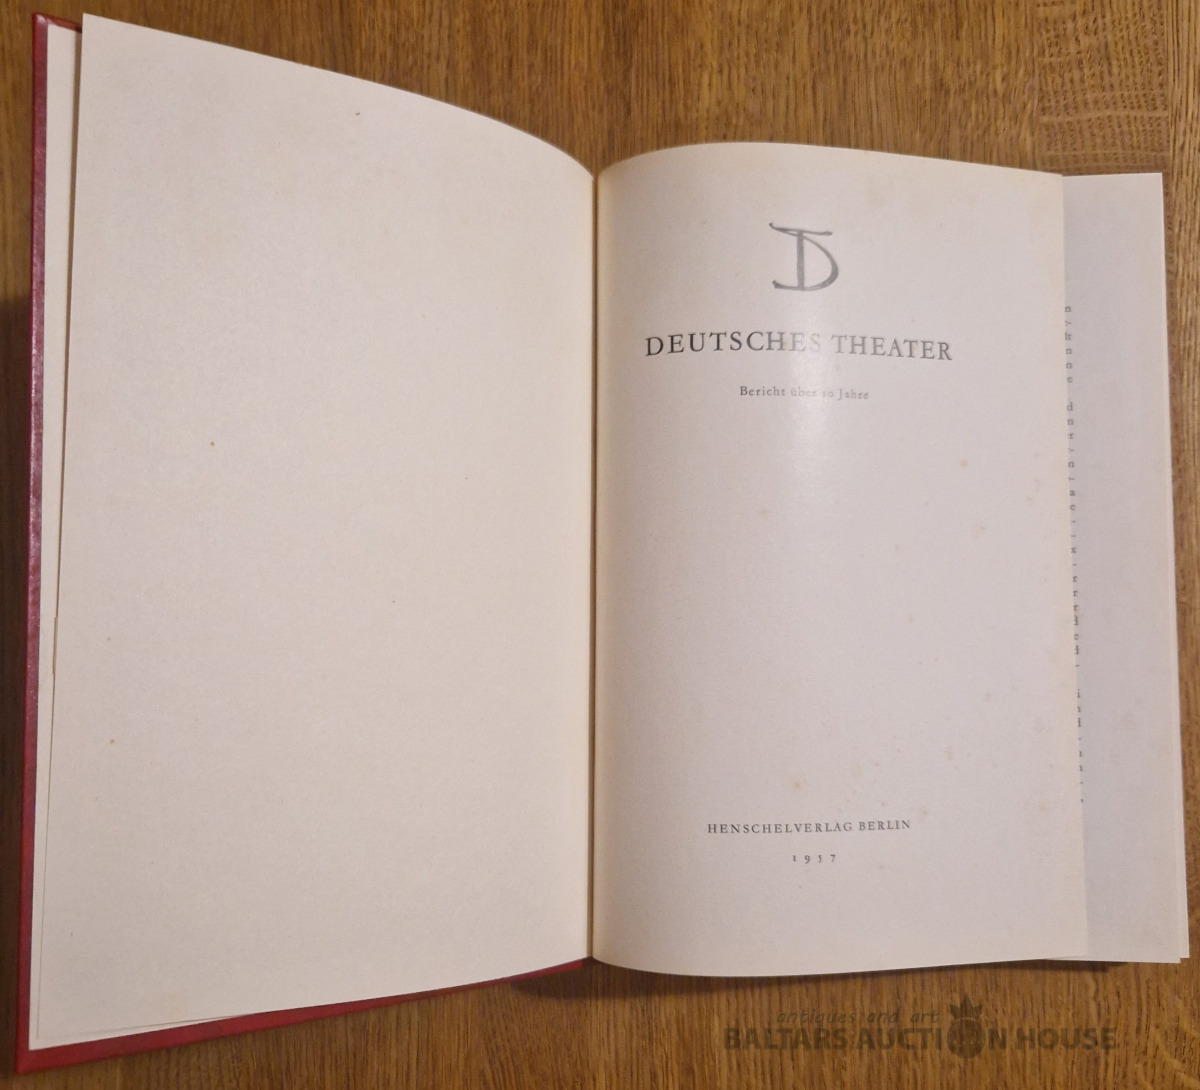 DT
DEUTSCHES THEATER
Bericht über 10 Jahre
HENSCHELVERLAG BERLIN
1957
antiques and art
BALTARS AUCTION HOUSE